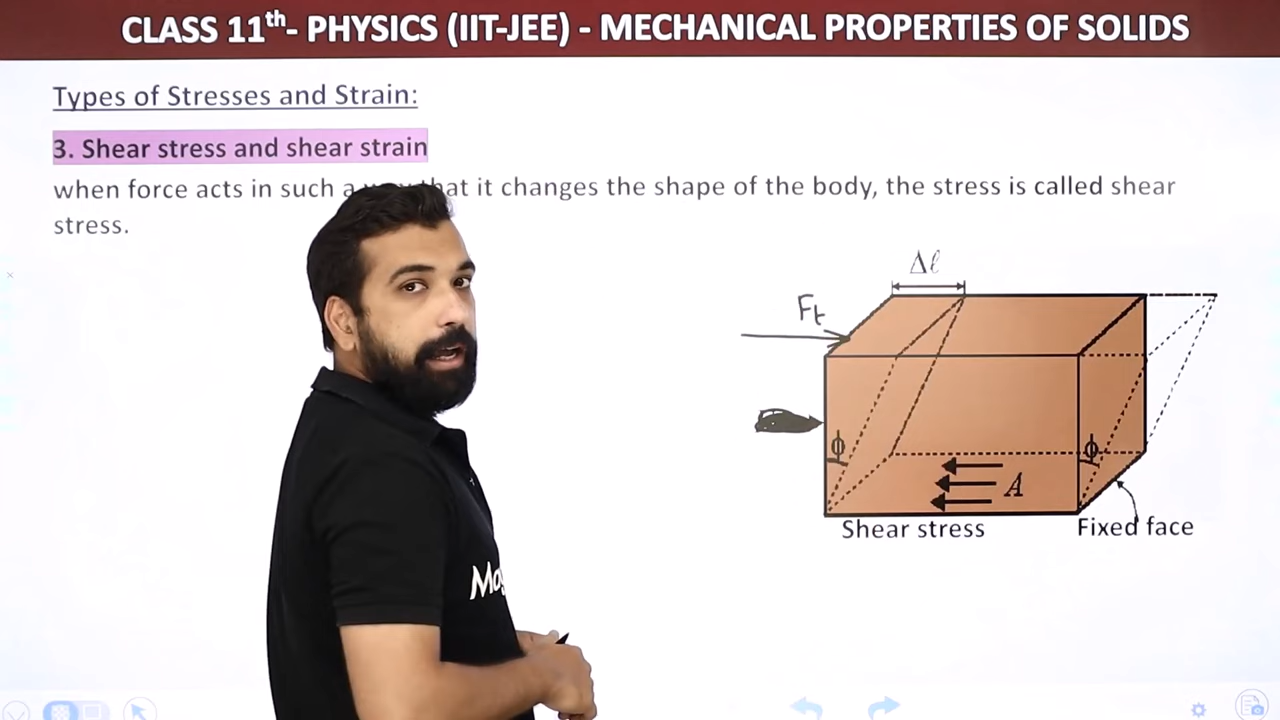 CLASS 11th- PHYSICS (IIT-JEE) - MECHANICAL PROPERTIES OF SOLIDS
Types of Stresses and Strain:
3. Shear stress and shear strain
when force acts in such a that it changes the shape of the body, the stress is called shear
stress.
Δℓ
Ft
ϕ
ϕ
A
Shear stress
Fixed face